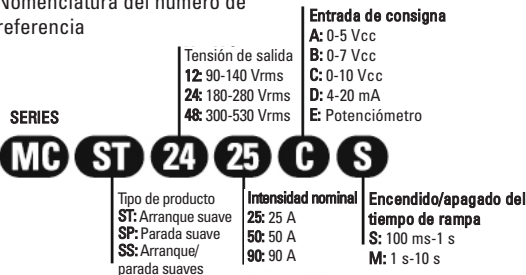 Nomenclatura del número de
referencia
Entrada de consigna
A: 0-5 Vcc
B: 0-7 Vcc
C: 0-10 Vcc
D: 4-20 mA
E: Potenciómetro
Tensión de salida
12: 90-140 Vrms
24: 180-280 Vrms
48: 300-530 Vrms
SERIES
MC ST 24 25 C S
Tipo de producto
ST: Arranque suave
SP: Parada suave
SS: Arranque/
parada suaves
Intensidad nominal
25: 25 A
50: 50 A
90: 90 A
Encendido/apagado del
tiempo de rampa
S: 100 ms-1 s
M: 1 s-10 s